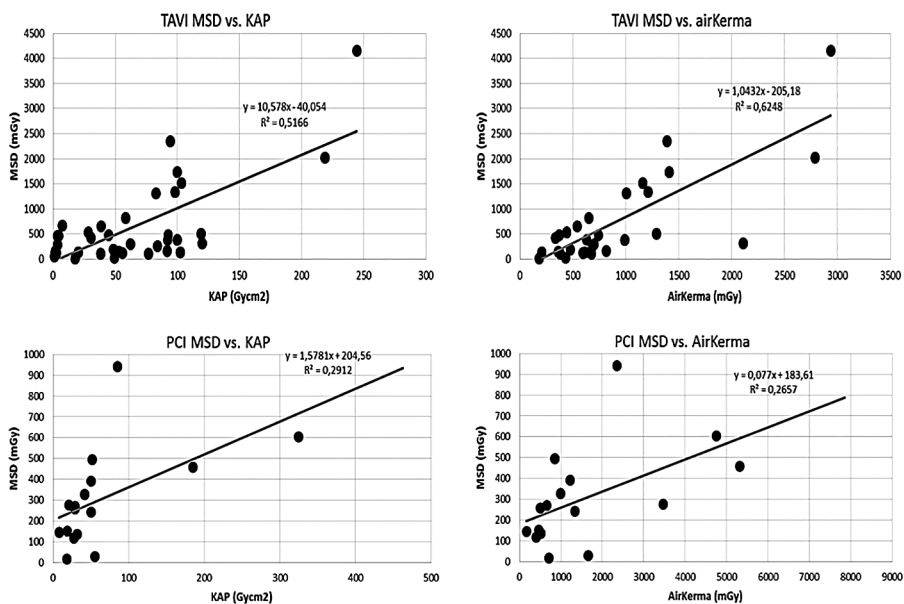 TAVI MSD vs. KAP
4500
4000
3500
3000
2500
2000
1500
1000
500
0
MSD (mGy)
y = 10,578x - 40,054
R² = 0,5166
0 50 100 150 200 250 300
KAP (Gycm2)
TAVI MSD vs. airKerma
4500
4000
3500
3000
2500
2000
1500
1000
500
0
MSD (mGy)
y = 1,0432x - 205,18
R² = 0,6248
0 500 1000 1500 2000 2500 3000 3500
AirKerma (mGy)
PCI MSD vs. KAP
1000
900
800
700
600
500
400
300
200
100
0
MSD (mGy)
y = 1,5781x + 204,56
R² = 0,2912
0 100 200 300 400 500
KAP (Gycm2)
PCI MSD vs. AirKerma
1000
900
800
700
600
500
400
300
200
100
0
MSD (mGy)
y = 0,077x + 183,61
R² = 0,2657
0 1000 2000 3000 4000 5000 6000 7000 8000 9000
AirKerma (mGy)